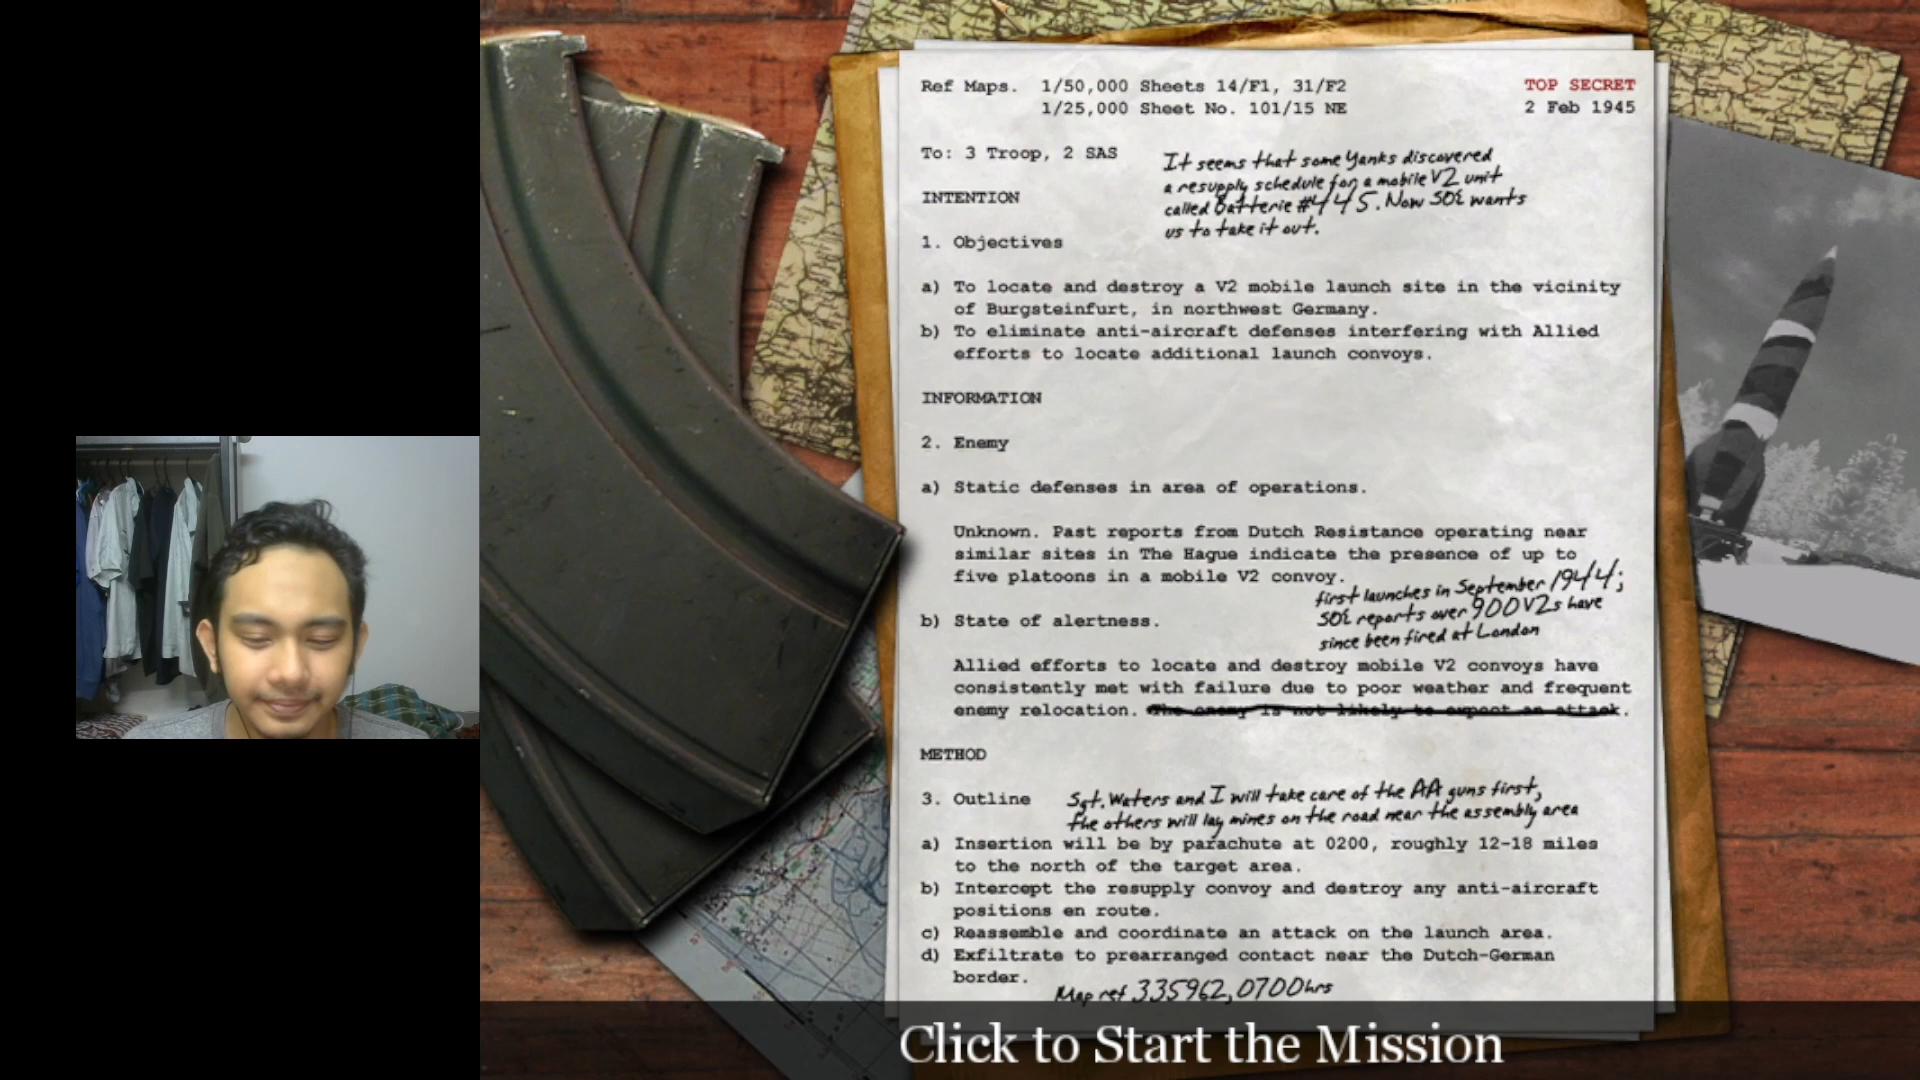 Ref Maps. 1/50,000 Sheets 14/F1, 31/F2
1/25,000 Sheet No. 101/15 NE
TOP SECRET
2 Feb 1945
To: 3 Troop, 2 SAS
It seems that some Yanks discovered
a resupply schedule for a mobile V2 unit
called Batterie #445. Now SOE wants
us to take it out.
INTENTION
1. Objectives
a) To locate and destroy a V2 mobile launch site in the vicinity
of Burgsteinfurt, in northwest Germany.
b) To eliminate anti-aircraft defenses interfering with Allied
efforts to locate additional launch convoys.
INFORMATION
2. Enemy
a) Static defenses in area of operations.
Unknown. Past reports from Dutch Resistance operating near
similar sites in The Hague indicate the presence of up to
five platoons in a mobile V2 convoy.
first launches in September 1944;
SOE reports over 900 V2s have
since been fired at London
b) State of alertness.
Allied efforts to locate and destroy mobile V2 convoys have
consistently met with failure due to poor weather and frequent
enemy relocation. The enemy is not likely to expect an attack.
METHOD
3. Outline
Sgt. Waters and I will take care of the AA guns first,
the others will lay mines on the road near the assembly area
a) Insertion will be by parachute at 0200, roughly 12-18 miles
to the north of the target area.
b) Intercept the resupply convoy and destroy any anti-aircraft
positions en route.
c) Reassemble and coordinate an attack on the launch area.
d) Exfiltrate to prearranged contact near the Dutch-German
border.
Map ref 335962, 0700hrs
Click to Start the Mission